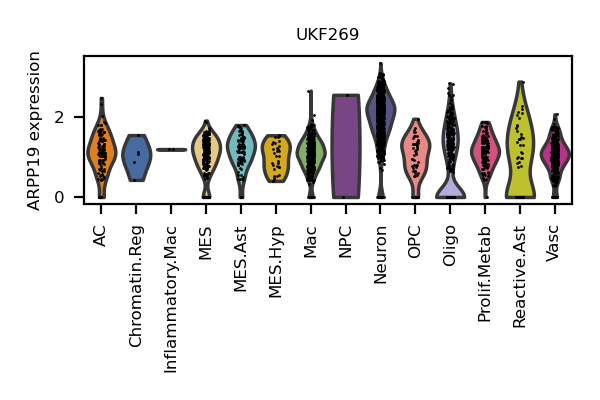 UKF269
ARPP19 expression
2
0
AC
Chromatin.Reg
Inflammatory.Mac
MES
MES.Ast
MES.Hyp
Mac
NPC
Neuron
OPC
Oligo
Prolif.Metab
Reactive.Ast
Vasc